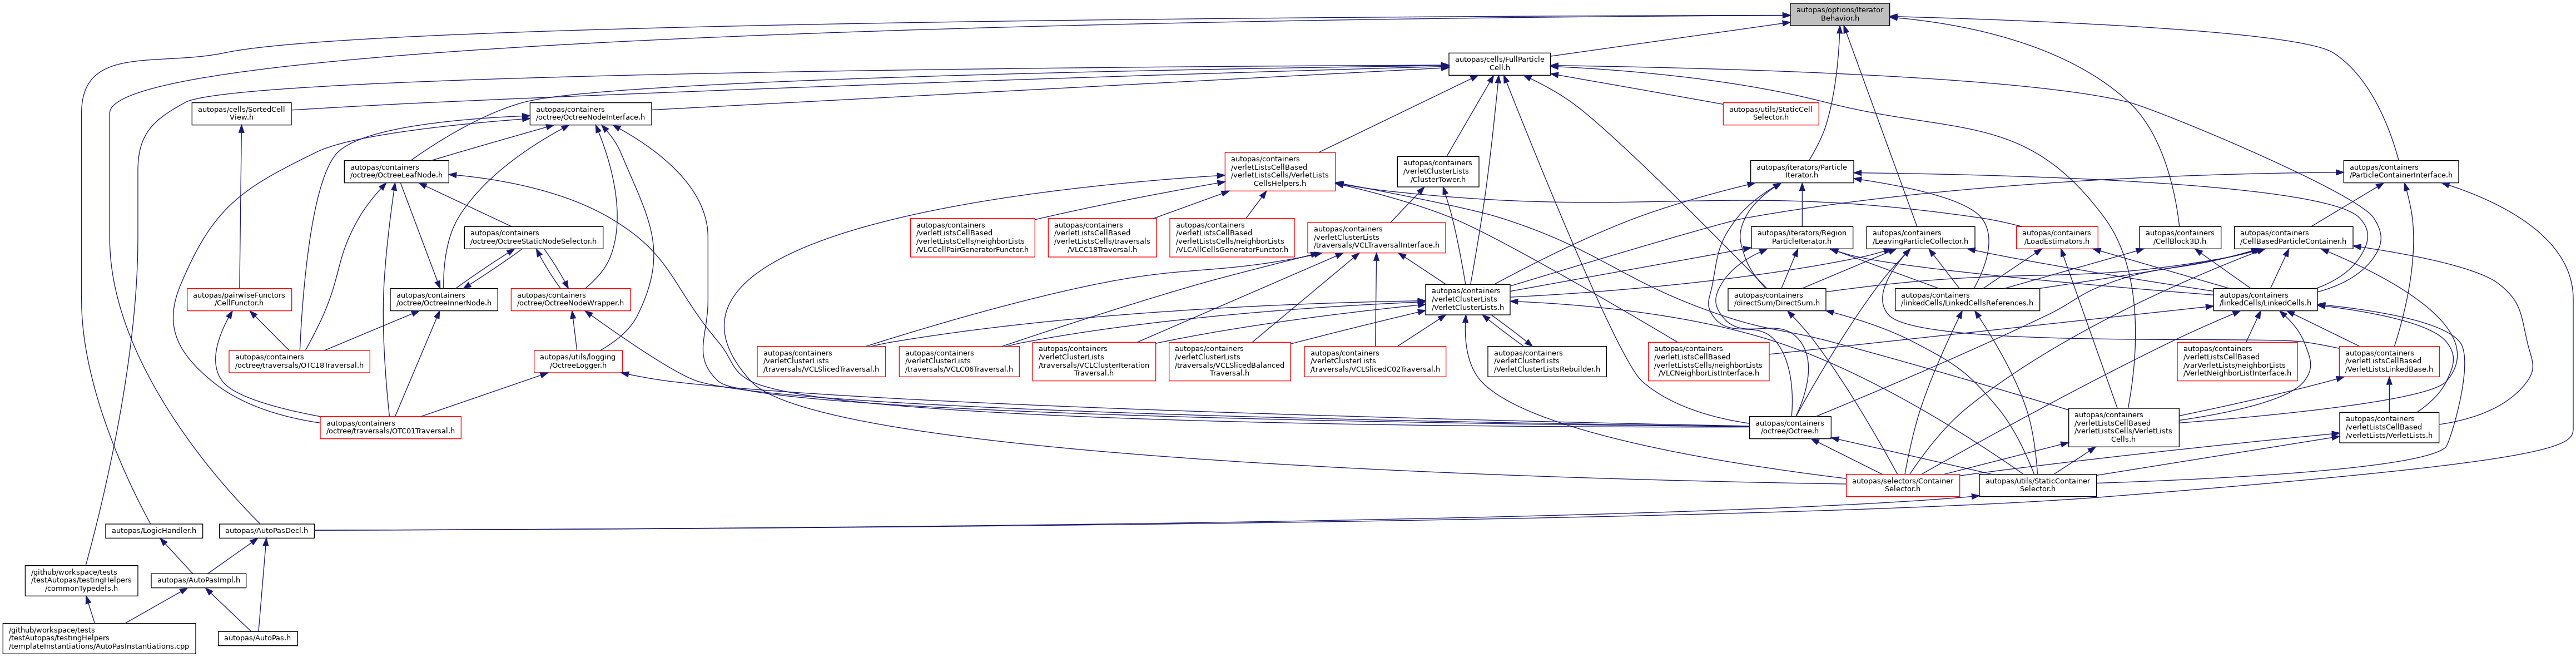 autopas/options/Iterator
Behavior.h
autopas/cells/FullParticle
Cell.h
autopas/cells/SortedCell
View.h
autopas/containers
/octree/OctreeNodeInterface.h
autopas/utils/StaticCell
Selector.h
autopas/containers
/octree/OctreeLeafNode.h
autopas/containers
/verletListsCellBased
/verletListsCells/VerletLists
CellsHelpers.h
autopas/containers
/verletClusterLists
/ClusterTower.h
autopas/iterators/Particle
Iterator.h
autopas/containers
/ParticleContainerInterface.h
autopas/containers
/octree/OctreeStaticNodeSelector.h
autopas/containers
/verletListsCellBased
/verletListsCells/neighborLists
/VLCCellPairGeneratorFunctor.h
autopas/containers
/verletListsCellBased
/verletListsCells/traversals
/VLCC18Traversal.h
autopas/containers
/verletListsCellBased
/verletListsCells/neighborLists
/VLCAllCellsGeneratorFunctor.h
autopas/containers
/verletClusterLists
/traversals/VCLTraversalInterface.h
autopas/iterators/Region
ParticleIterator.h
autopas/containers
/LeavingParticleCollector.h
autopas/containers
/LoadEstimators.h
autopas/containers
/CellBlock3D.h
autopas/containers
/CellBasedParticleContainer.h
autopas/pairwiseFunctors
/CellFunctor.h
autopas/containers
/octree/OctreeInnerNode.h
autopas/containers
/octree/OctreeNodeWrapper.h
autopas/containers
/verletClusterLists
/VerletClusterLists.h
autopas/containers
/directSum/DirectSum.h
autopas/containers
/linkedCells/LinkedCellsReferences.h
autopas/containers
/linkedCells/LinkedCells.h
autopas/containers
/octree/traversals/OTC18Traversal.h
autopas/utils/logging
/OctreeLogger.h
autopas/containers
/verletClusterLists
/traversals/VCLSlicedTraversal.h
autopas/containers
/verletClusterLists
/traversals/VCLC06Traversal.h
autopas/containers
/verletClusterLists
/traversals/VCLClusterIteration
Traversal.h
autopas/containers
/verletClusterLists
/traversals/VCLSlicedBalanced
Traversal.h
autopas/containers
/verletClusterLists
/traversals/VCLSlicedC02Traversal.h
autopas/containers
/verletClusterLists
/VerletClusterListsRebuilder.h
autopas/containers
/verletListsCellBased
/verletListsCells/neighborLists
/VLCNeighborListInterface.h
autopas/containers
/verletListsCellBased
/varVerletLists/neighborLists
/VerletNeighborListInterface.h
autopas/containers
/verletListsCellBased
/VerletListsLinkedBase.h
autopas/containers
/octree/traversals/OTC01Traversal.h
autopas/containers
/octree/Octree.h
autopas/containers
/verletListsCellBased
/verletListsCells/VerletLists
Cells.h
autopas/containers
/verletListsCellBased
/verletLists/VerletLists.h
autopas/selectors/Container
Selector.h
autopas/utils/StaticContainer
Selector.h
autopas/LogicHandler.h
autopas/AutoPasDecl.h
/github/workspace/tests
/testAutopas/testingHelpers
/commonTypedefs.h
autopas/AutoPasImpl.h
/github/workspace/tests
/testAutopas/testingHelpers
/templateInstantiations/AutoPasInstantiations.cpp
autopas/AutoPas.h